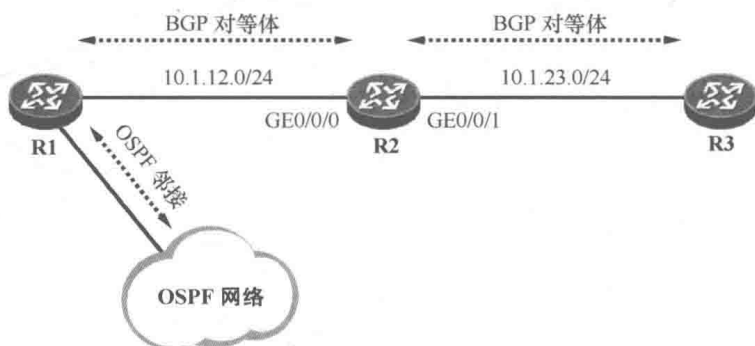 BGP 对等体
BGP 对等体
10.1.12.0/24
10.1.23.0/24
GE0/0/0
GE0/0/1
R1
R2
R3
OSPF 邻接
OSPF 网络